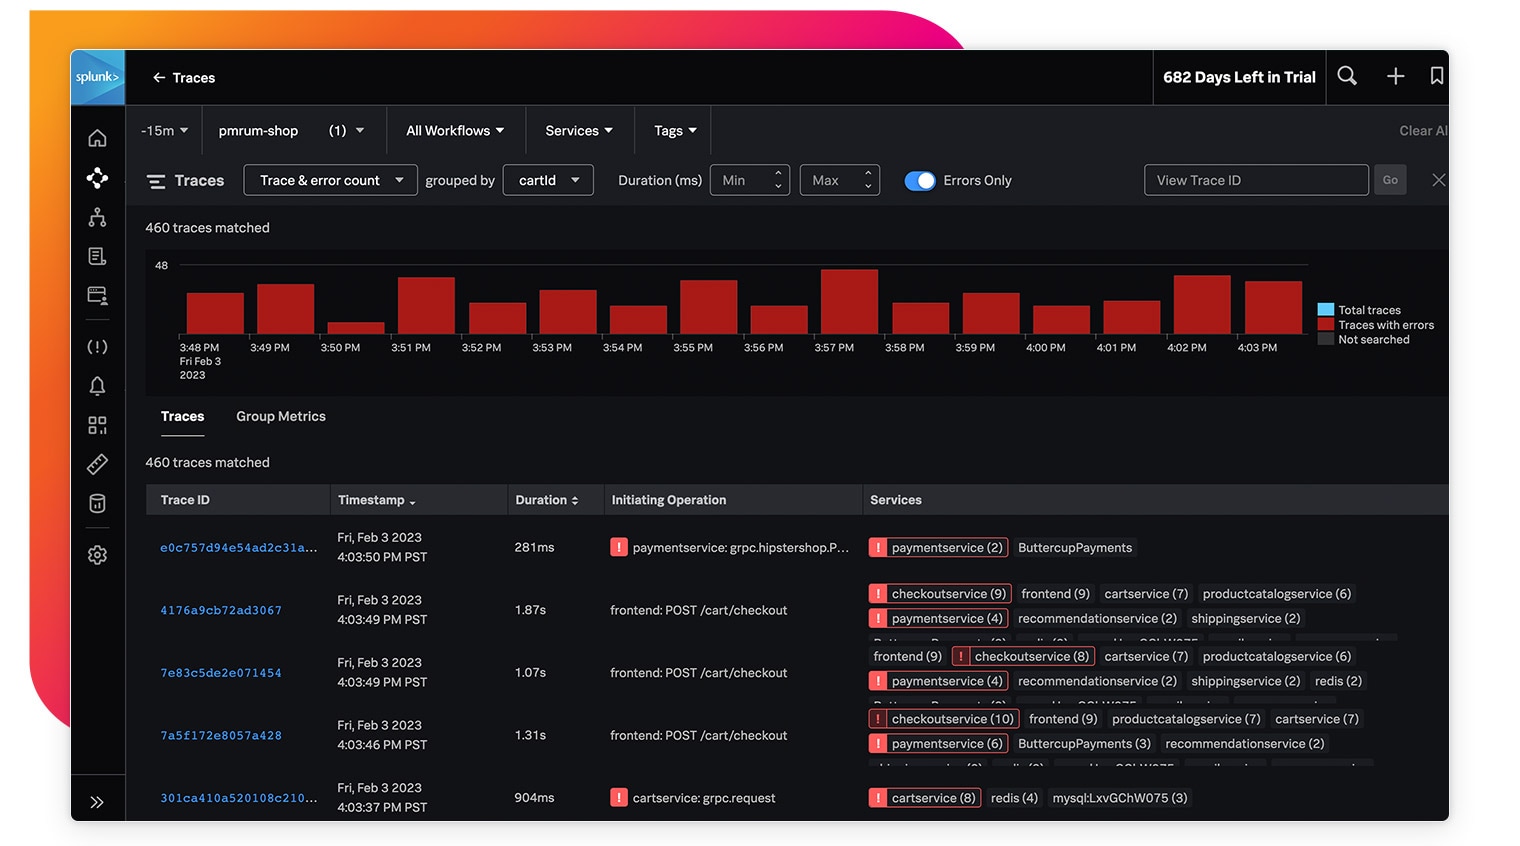 splunk>
← Traces
682 Days Left in Trial
-15m
pmrum-shop (1)
All Workflows
Services
Tags
Clear Al
Traces
Trace & error count
grouped by
cartId
Duration (ms)
Min
Max
Errors Only
View Trace ID
Go
460 traces matched
48
3:48 PM 3:49 PM 3:50 PM 3:51 PM 3:52 PM 3:53 PM 3:54 PM 3:55 PM 3:56 PM 3:57 PM 3:58 PM 3:59 PM 4:00 PM 4:01 PM 4:02 PM 4:03 PM
Fri Feb 3
2023
Total traces
Traces with errors
Not searched
Traces Group Metrics
460 traces matched
Trace ID Timestamp Duration Initiating Operation Services
e0c757d94e54ad2c31a...
Fri, Feb 3 2023
4:03:50 PM PST
281ms
! paymentservice: grpc.hipstershop.P...
! paymentservice (2) ButtercupPayments
4176a9cb72ad3067
Fri, Feb 3 2023
4:03:49 PM PST
1.87s
frontend: POST /cart/checkout
! checkoutservice (9) frontend (9) cartservice (7) productcatalogservice (6)
! paymentservice (4) recommendationservice (2) shippingservice (2)
7e83c5de2e071454
Fri, Feb 3 2023
4:03:49 PM PST
1.07s
frontend: POST /cart/checkout
frontend (9) ! checkoutservice (8) cartservice (7) productcatalogservice (6)
! paymentservice (4) recommendationservice (2) shippingservice (2) redis (2)
7a5f172e8057a428
Fri, Feb 3 2023
4:03:46 PM PST
1.31s
frontend: POST /cart/checkout
! checkoutservice (10) frontend (9) productcatalogservice (7) cartservice (7)
! paymentservice (6) ButtercupPayments (3) recommendationservice (2)
301ca410a520108c210...
Fri, Feb 3 2023
4:03:37 PM PST
904ms
! cartservice: grpc.request
! cartservice (8) redis (4) mysql:LxvGChW075 (3)